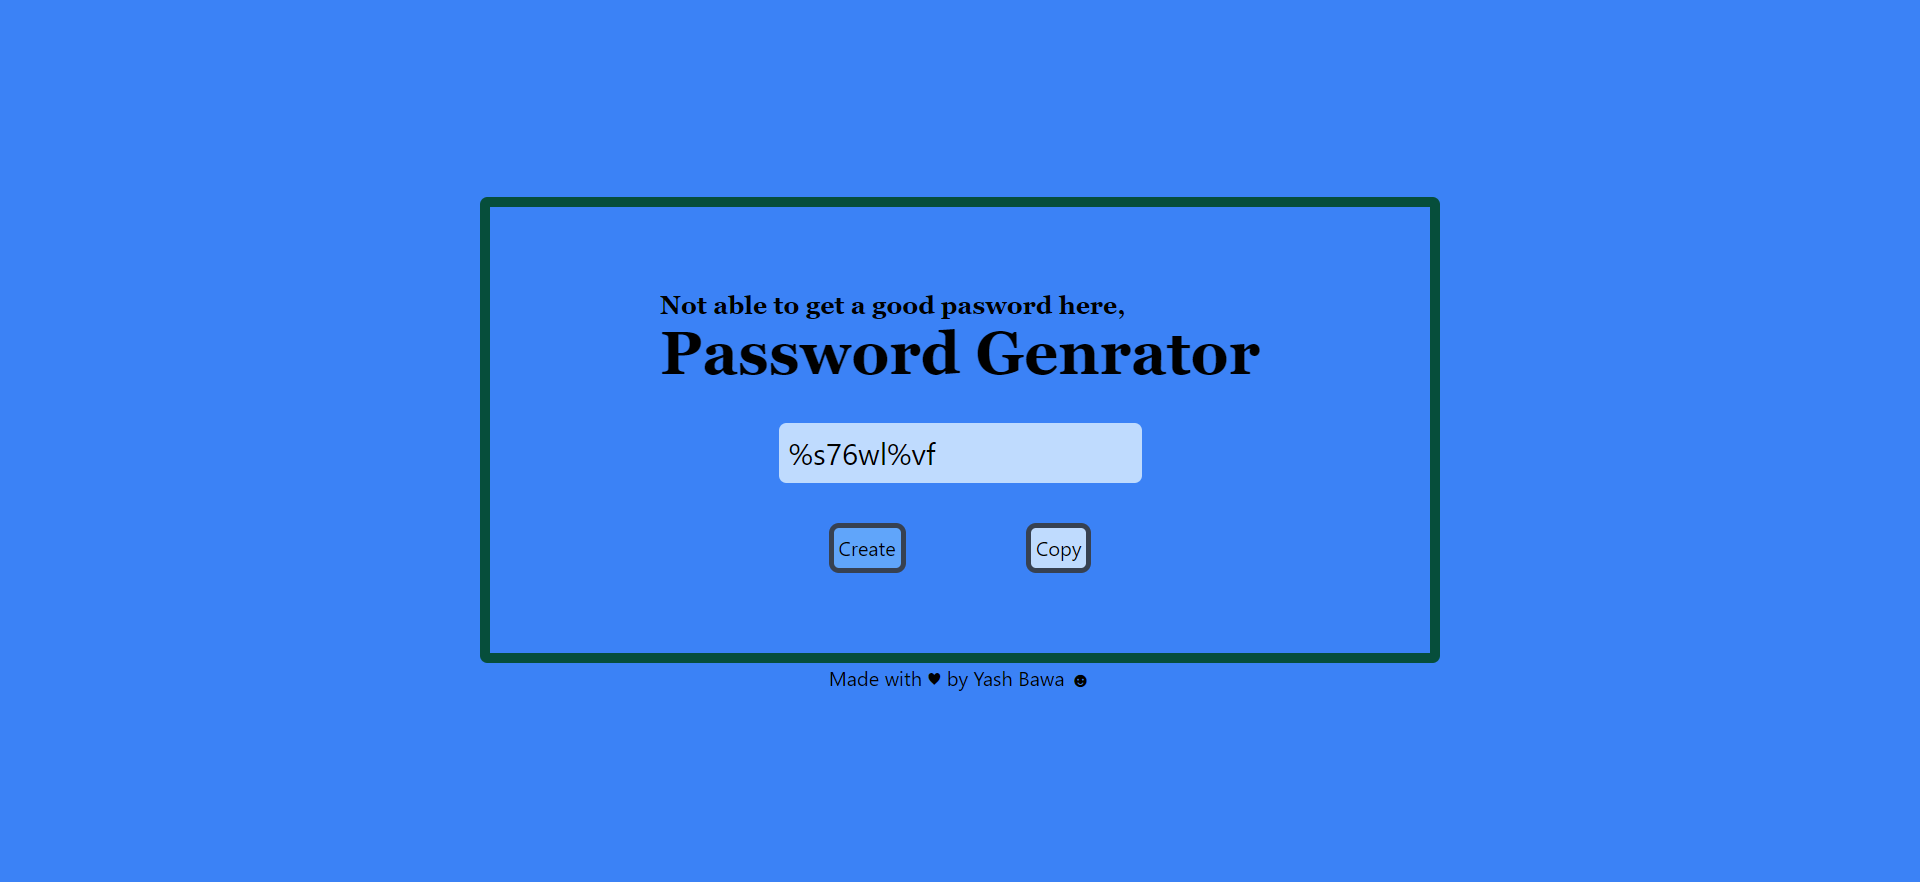 Not able to get a good pasword here,
Password Genrator
%s76wl%vf
Create
Copy
Made with ♥ by Yash Bawa ☻